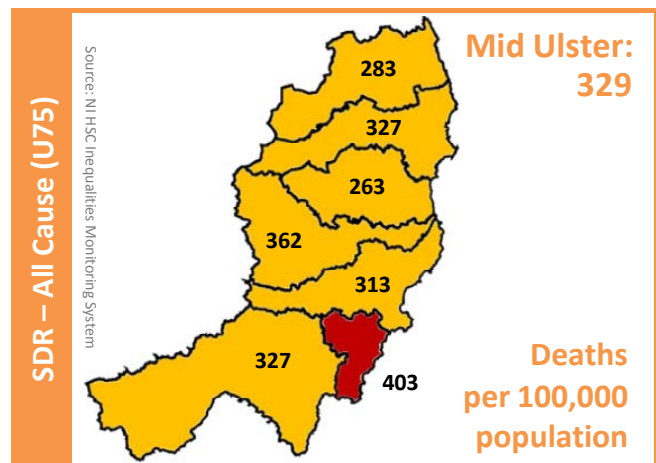 SDR – All Cause (U75)
Source: NI HSC Inequalities Monitoring System
Mid Ulster:
329
283
327
263
362
313
327
403
Deaths
per 100,000
population